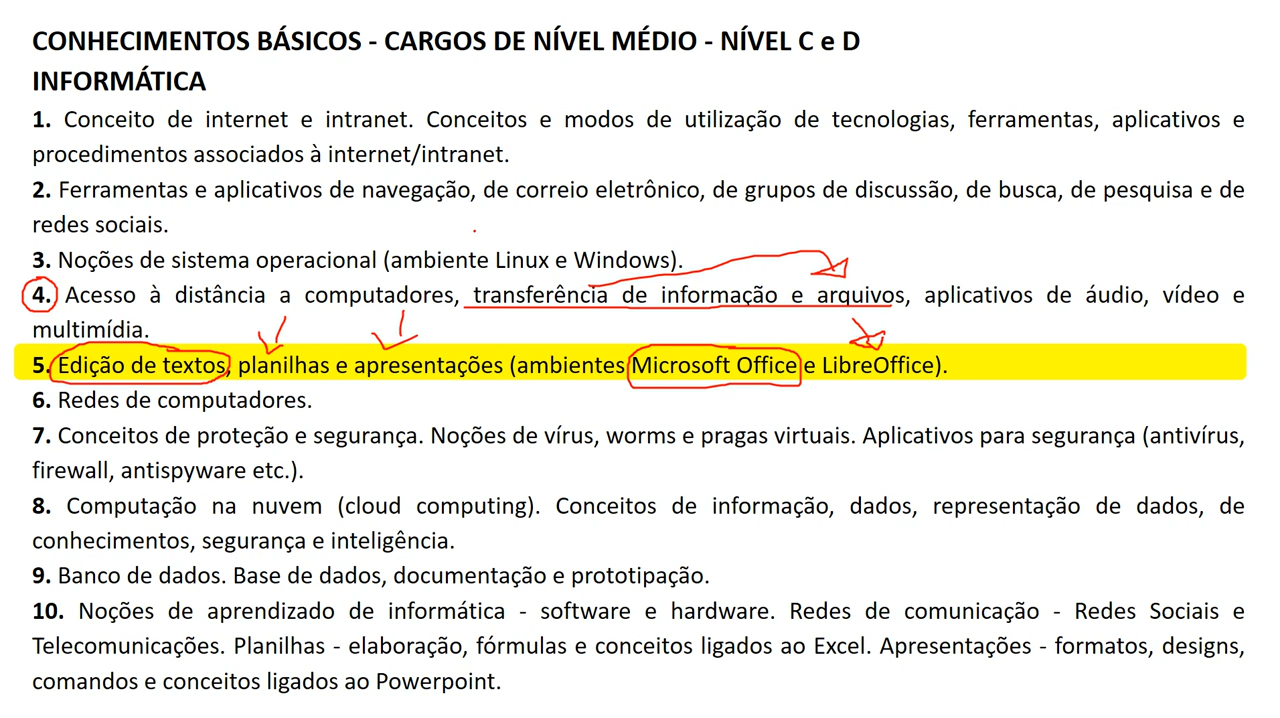 CONHECIMENTOS BÁSICOS - CARGOS DE NÍVEL MÉDIO - NÍVEL C e D
INFORMÁTICA
1. Conceito de internet e intranet. Conceitos e modos de utilização de tecnologias, ferramentas, aplicativos e
procedimentos associados à internet/intranet.
2. Ferramentas e aplicativos de navegação, de correio eletrônico, de grupos de discussão, de busca, de pesquisa e de
redes sociais.
3. Noções de sistema operacional (ambiente Linux e Windows).
4. Acesso à distância a computadores, transferência de informação e arquivos, aplicativos de áudio, vídeo e
multimídia.
5. Edição de textos, planilhas e apresentações (ambientes Microsoft Office e LibreOffice).
6. Redes de computadores.
7. Conceitos de proteção e segurança. Noções de vírus, worms e pragas virtuais. Aplicativos para segurança (antivírus,
firewall, antispyware etc.).
8. Computação na nuvem (cloud computing). Conceitos de informação, dados, representação de dados, de
conhecimentos, segurança e inteligência.
9. Banco de dados. Base de dados, documentação e prototipação.
10. Noções de aprendizado de informática - software e hardware. Redes de comunicação - Redes Sociais e
Telecomunicações. Planilhas - elaboração, fórmulas e conceitos ligados ao Excel. Apresentações - formatos, designs,
comandos e conceitos ligados ao Powerpoint.